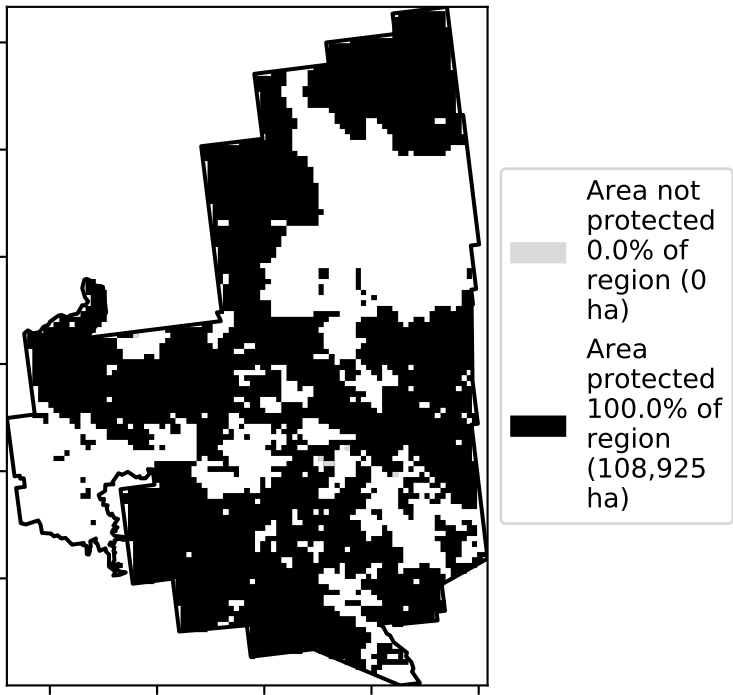 Area not
protected
0.0% of
region (0
ha)
Area
protected
100.0% of
region
(108,925
ha)